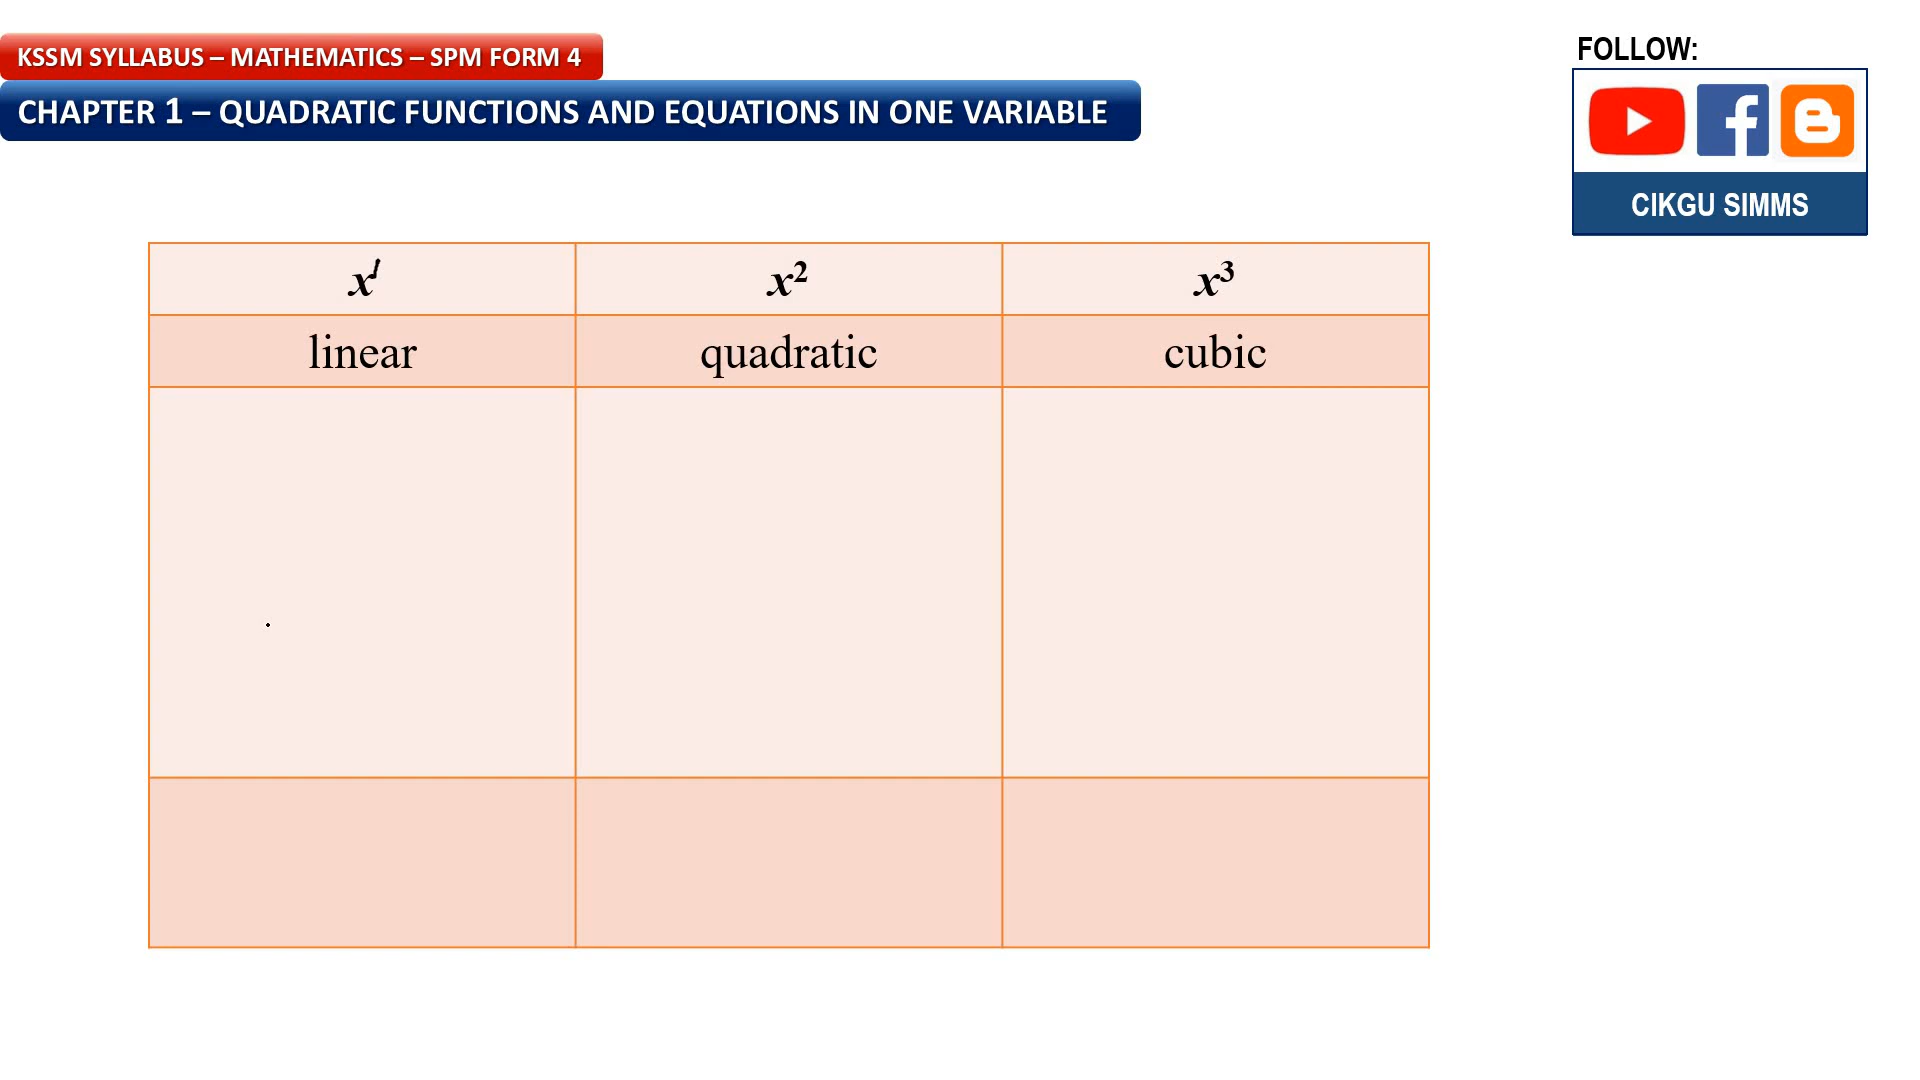 KSSM SYLLABUS – MATHEMATICS – SPM FORM 4
CHAPTER 1 – QUADRATIC FUNCTIONS AND EQUATIONS IN ONE VARIABLE
FOLLOW:
CIKGU SIMMS
x¹ x² x³
linear quadratic cubic